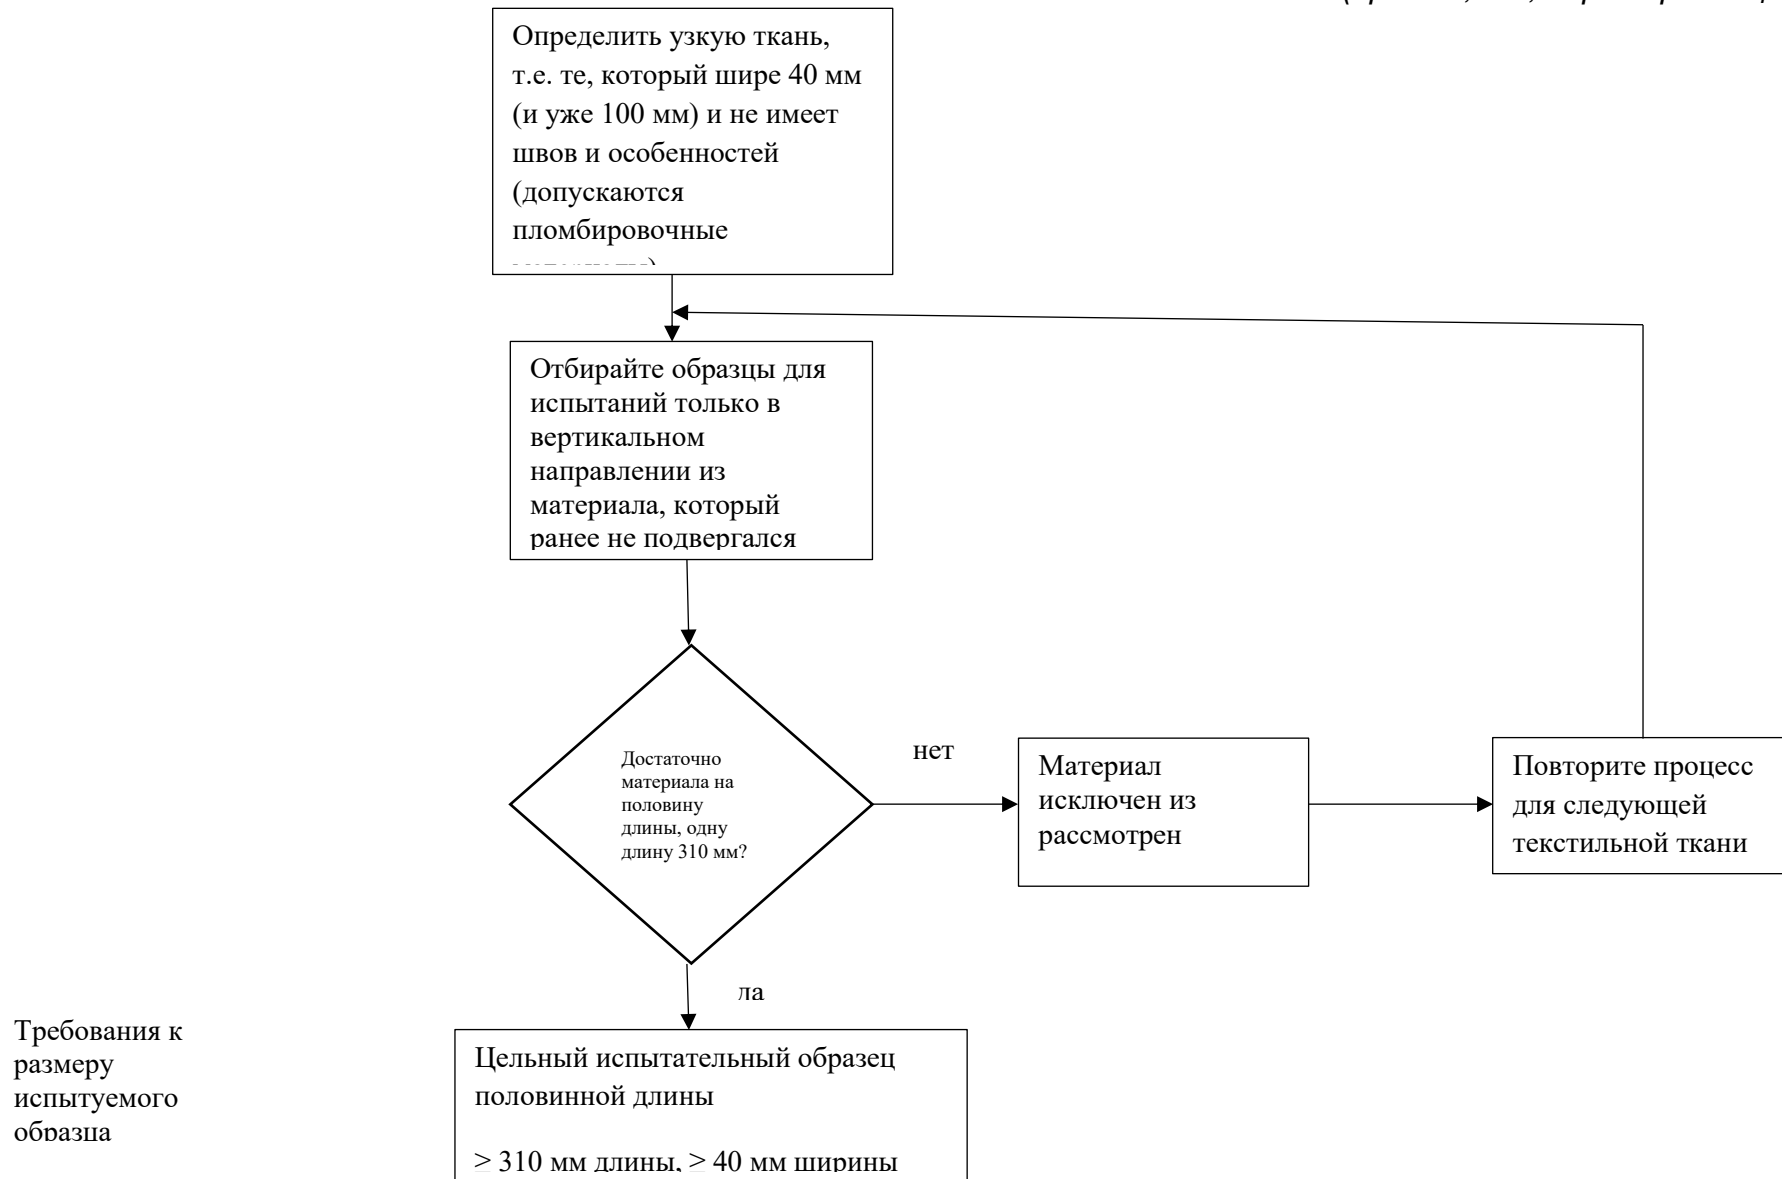 Определить узкую ткань,
т.е. те, который шире 40 мм
(и уже 100 мм) и не имеет
швов и особенностей
(допускаются
пломбировочные
Отбирайте образцы для
испытаний только в
вертикальном
направлении из
материала, который
ранее не подвергался
Достаточно
материала на
половину
длины, одну
длину 310 мм?
нет
Материал
исключен из
рассмотрен
Повторите процесс
для следующей
текстильной ткани
да
Требования к
размеру
испытуемого
образца
Цельный испытательный образец
половинной длины
≥ 310 мм длины, ≥ 40 мм ширины